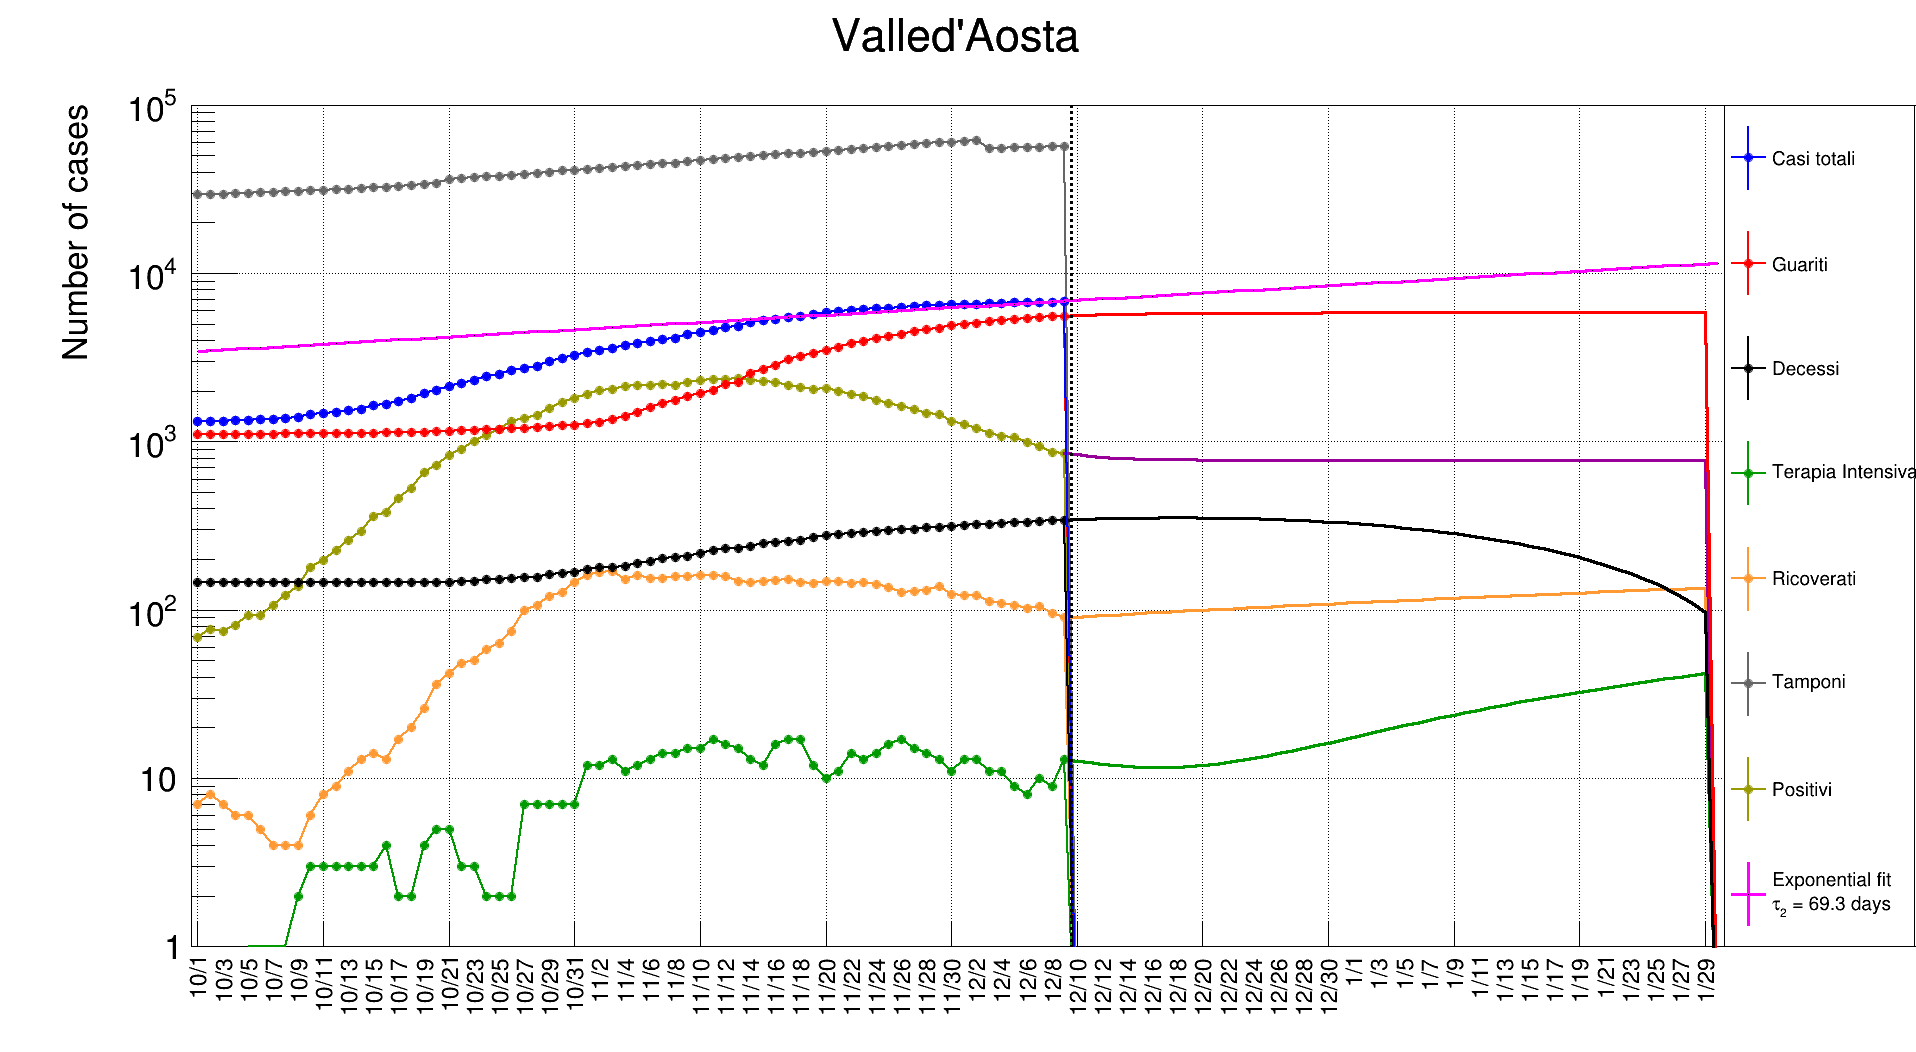 Valled'Aosta
Number of cases
10^5
10^4
10^3
10^2
10
1
10/1 10/3 10/5 10/7 10/9 10/11 10/13 10/15 10/17 10/19 10/21 10/23 10/25 10/27 10/29 10/31 11/2 11/4 11/6 11/8 11/10 11/12 11/14 11/16 11/18 11/20 11/22 11/24 11/26 11/28 11/30 12/2 12/4 12/6 12/8 12/10 12/12 12/14 12/16 12/18 12/20 12/22 12/24 12/26 12/28 12/30 1/1 1/3 1/5 1/7 1/9 1/11 1/13 1/15 1/17 1/19 1/21 1/23 1/25 1/27 1/29
Casi totali
Guariti
Decessi
Terapia Intensiva
Ricoverati
Tamponi
Positivi
Exponential fit
τ₂ = 69.3 days